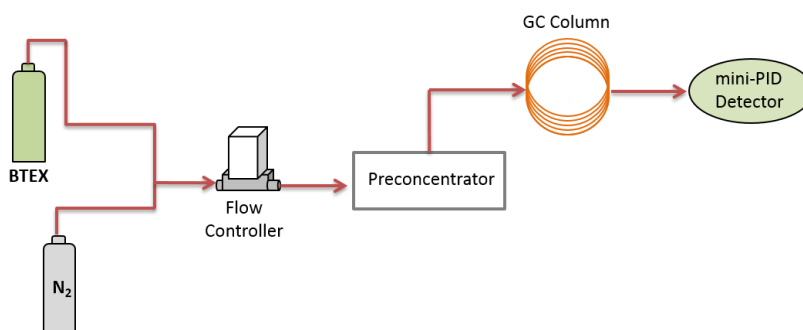 GC Column
mini-PID
Detector
BTEX
Preconcentrator
Flow
Controller
N₂